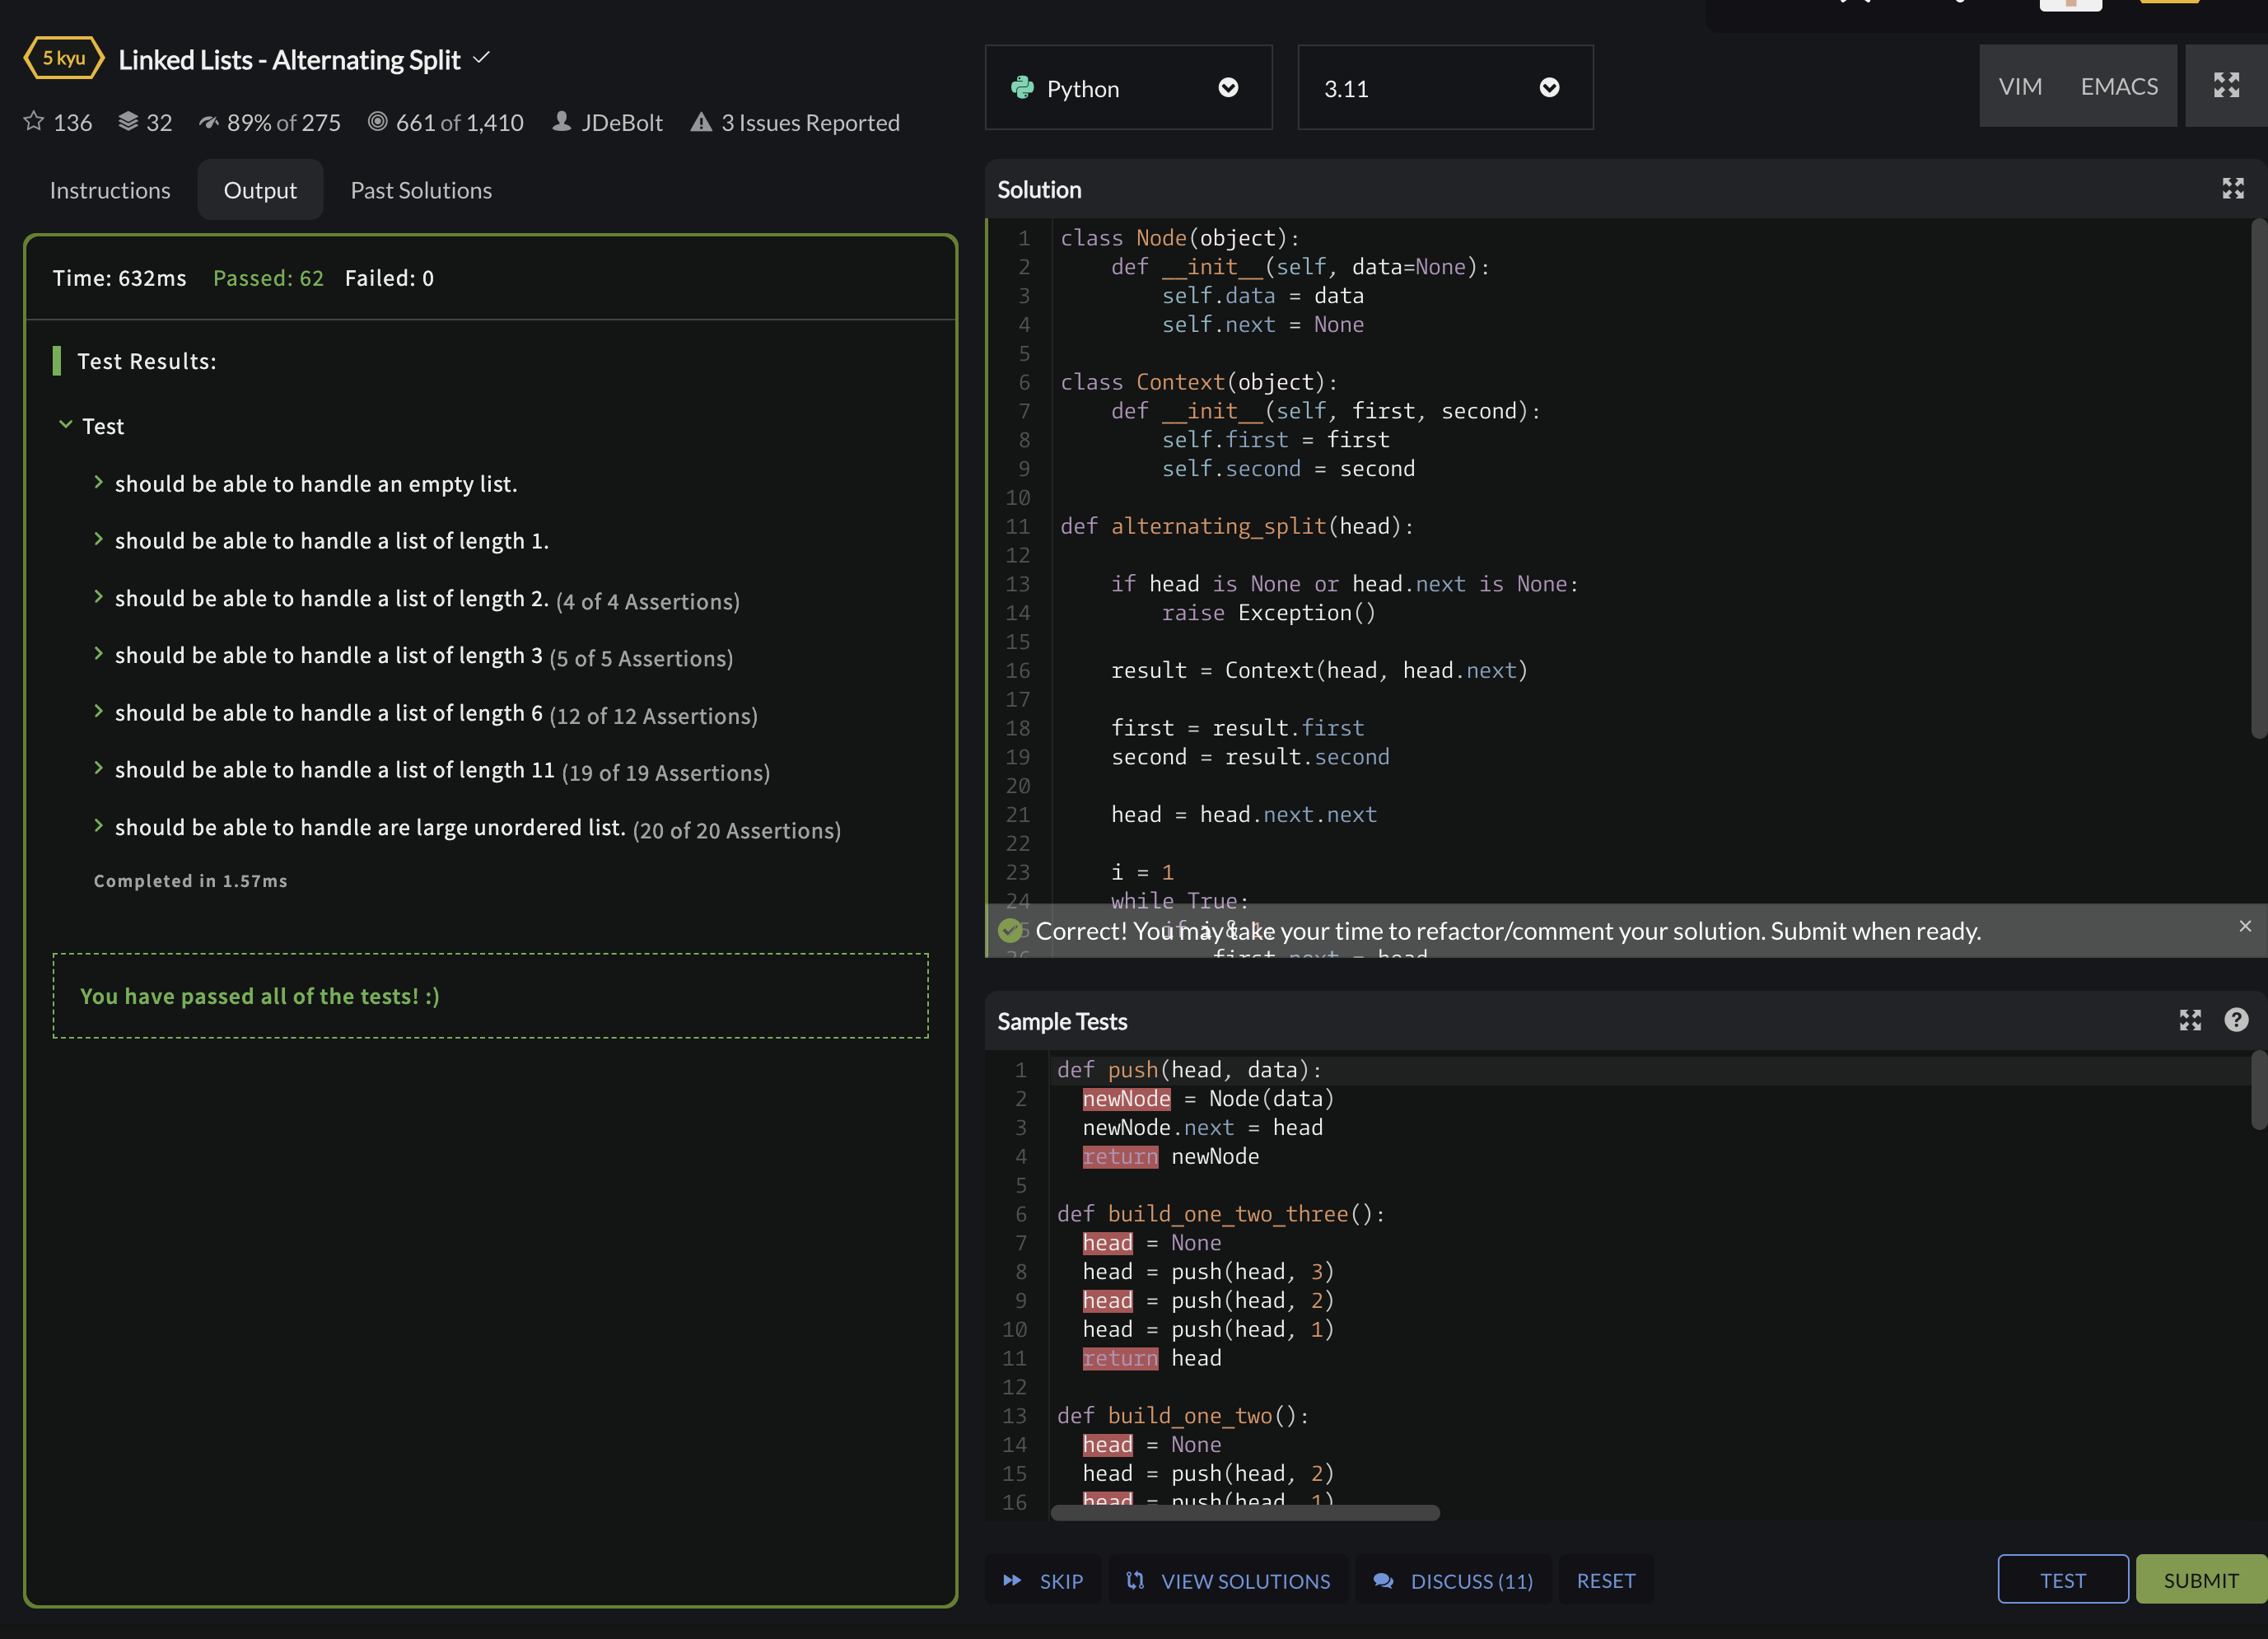 5 kyu Linked Lists - Alternating Split
136 32 89% of 275 661 of 1,410 JDeBolt 3 Issues Reported
Instructions Output Past Solutions
Time: 632ms Passed: 62 Failed: 0
Test Results:
Test
should be able to handle an empty list.
should be able to handle a list of length 1.
should be able to handle a list of length 2. (4 of 4 Assertions)
should be able to handle a list of length 3 (5 of 5 Assertions)
should be able to handle a list of length 6 (12 of 12 Assertions)
should be able to handle a list of length 11 (19 of 19 Assertions)
should be able to handle are large unordered list. (20 of 20 Assertions)
Completed in 1.57ms
You have passed all of the tests! :)
Python 3.11 VIM EMACS
Solution
1 class Node(object):
2     def __init__(self, data=None):
3         self.data = data
4         self.next = None
5
6 class Context(object):
7     def __init__(self, first, second):
8         self.first = first
9         self.second = second
10
11 def alternating_split(head):
12
13     if head is None or head.next is None:
14         raise Exception()
15
16     result = Context(head, head.next)
17
18     first = result.first
19     second = result.second
20
21     head = head.next.next
22
23     i = 1
24     while True:
Correct! You may take your time to refactor/comment your solution. Submit when ready.
first.next = head
Sample Tests
1 def push(head, data):
2   newNode = Node(data)
3   newNode.next = head
4   return newNode
5
6 def build_one_two_three():
7   head = None
8   head = push(head, 3)
9   head = push(head, 2)
10   head = push(head, 1)
11   return head
12
13 def build_one_two():
14   head = None
15   head = push(head, 2)
16   head = push(head, 1)
SKIP VIEW SOLUTIONS DISCUSS (11) RESET TEST SUBMIT